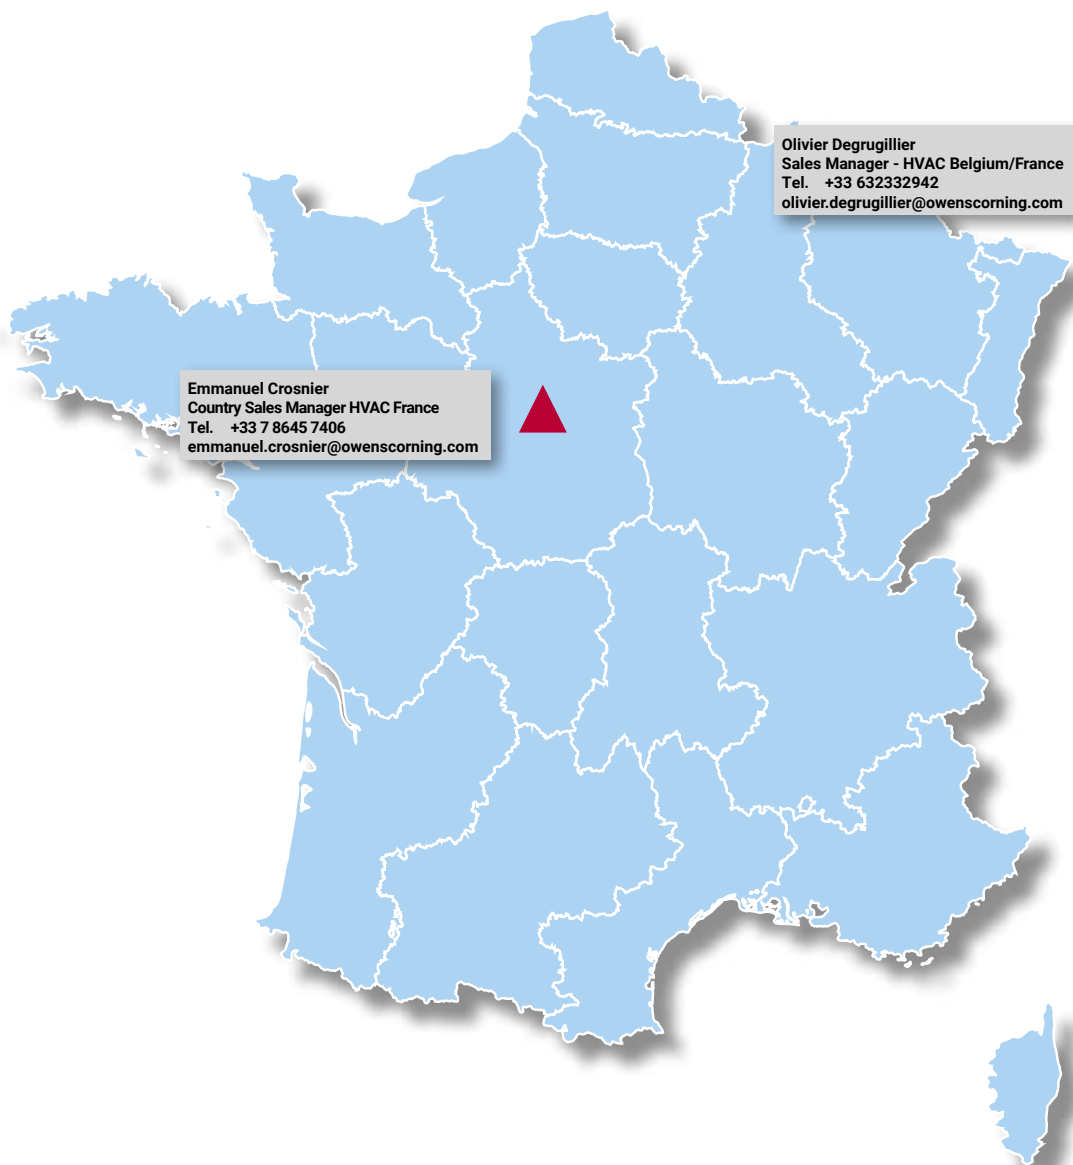 Olivier Degrugillier
Sales Manager - HVAC Belgium/France
Tel. +33 632332942
olivier.degrugillier@owenscorning.com
Emmanuel Crosnier
Country Sales Manager HVAC France
Tel. +33 7 8645 7406
emmanuel.crosnier@owenscorning.com